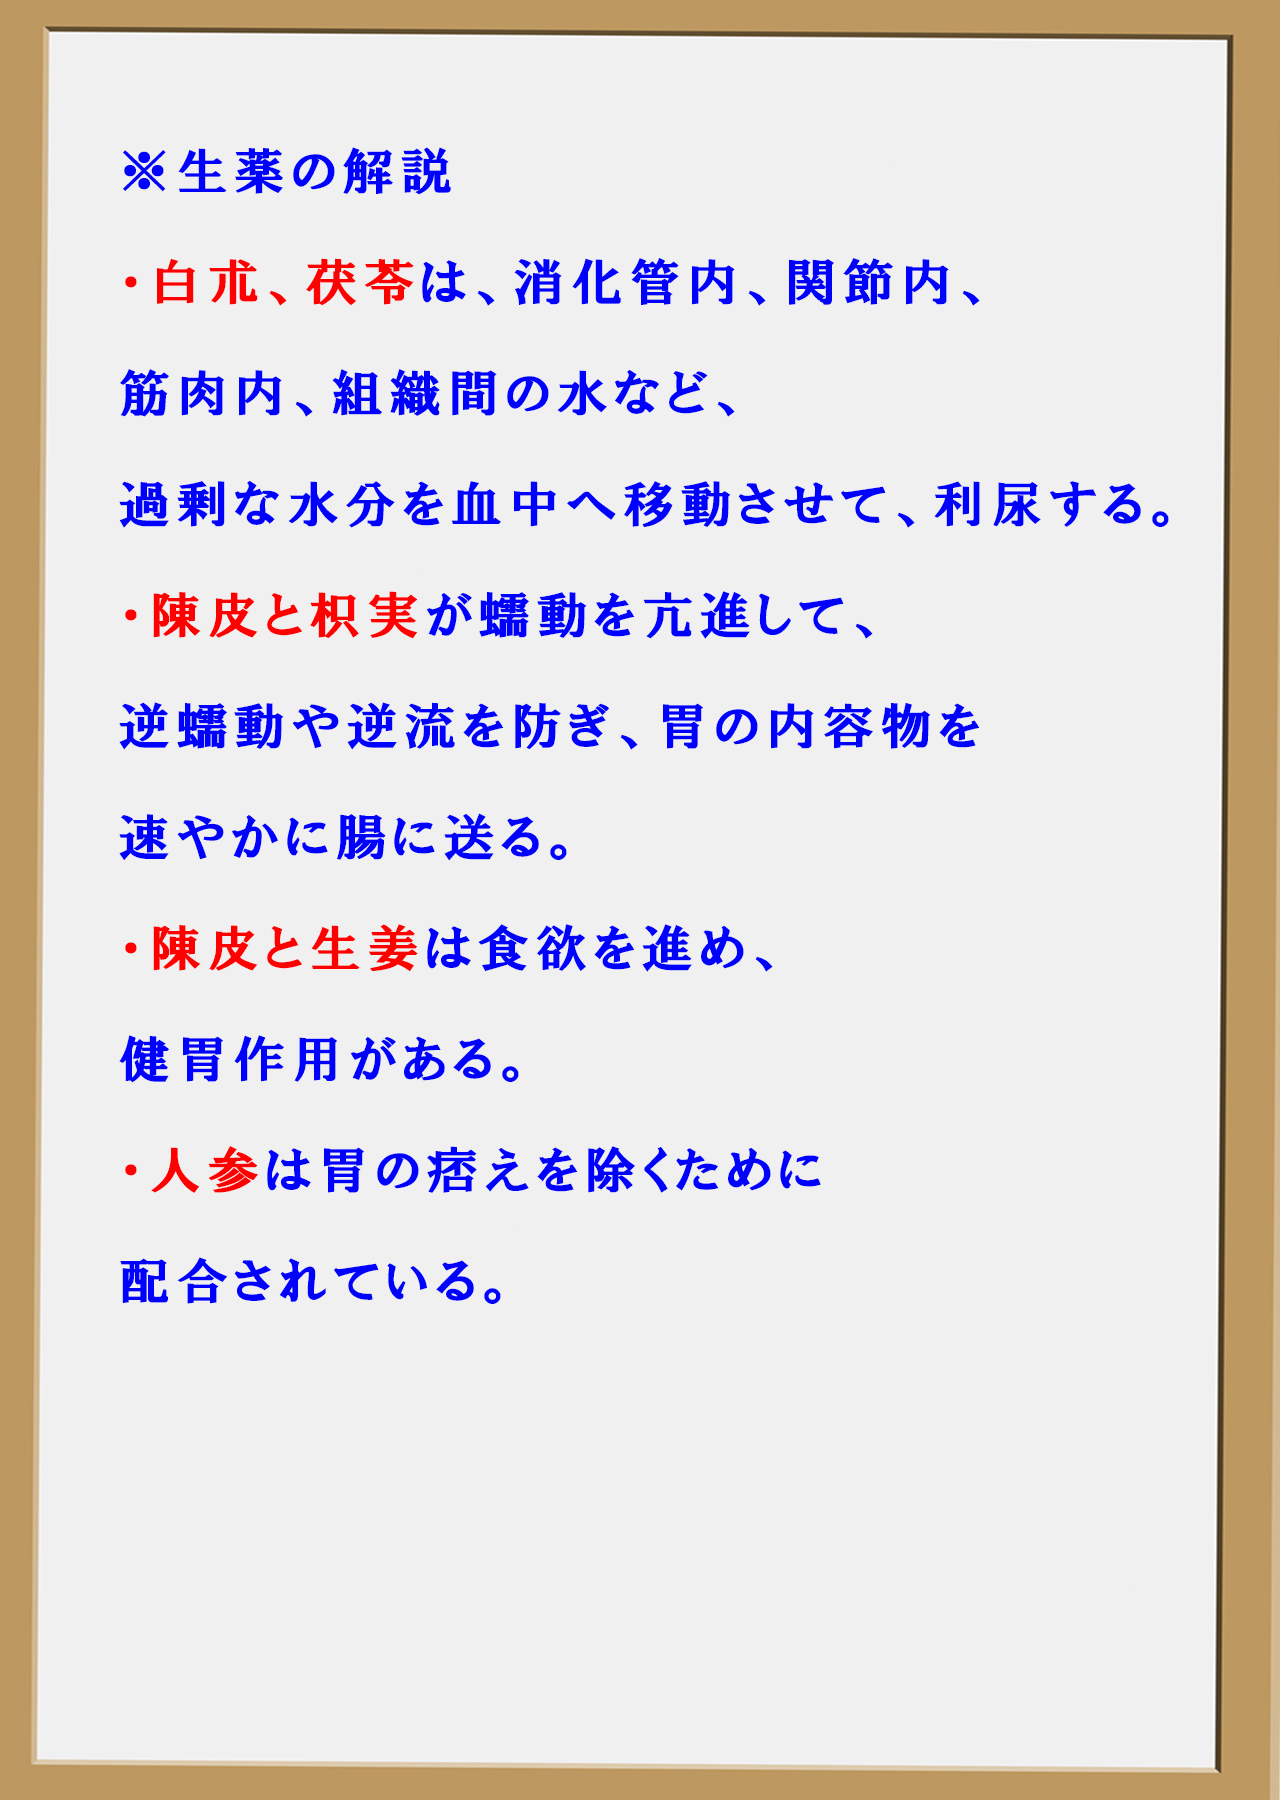 ※生薬の解説
・白朮、茯苓は、消化管内、関節内、
筋肉内、組織間の水など、
過剰な水分を血中へ移動させて、利尿する。
・陳皮と枳実が蠕動を亢進して、
逆蠕動や逆流を防ぎ、胃の内容物を
速やかに腸に送る。
・陳皮と生姜は食欲を進め、
健胃作用がある。
・人参は胃の痞えを除くために
配合されている。